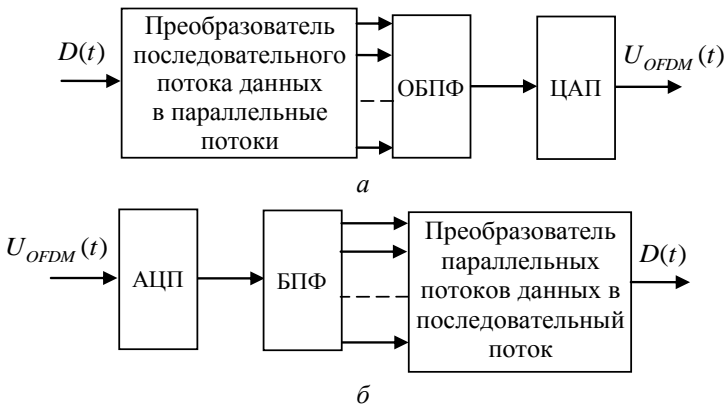 D(t)
Преобразователь
последовательного
потока данных
в параллельные
потоки
ОБПФ
ЦАП
U_OFDM(t)
а
U_OFDM(t)
АЦП
БПФ
Преобразователь
параллельных
потоков данных в
последовательный
поток
D(t)
б